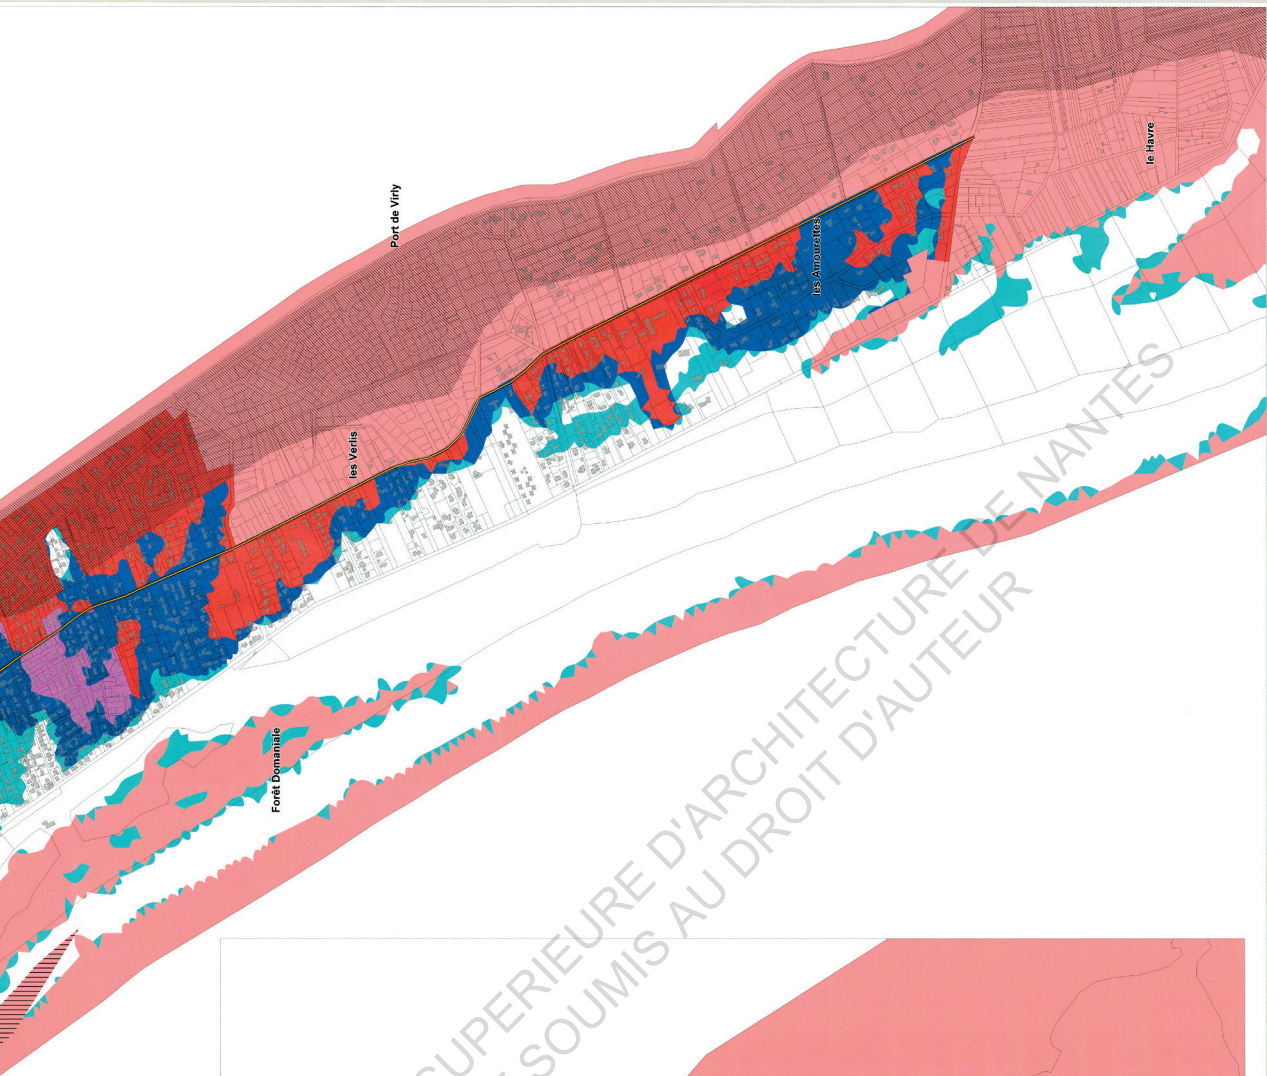 Port de Virly
le Havre
les Amourettes
les Verlis
Forêt Domaniale
SUPERIEURE D'ARCHITECTURE DE NANTES
SOUMIS AU DROIT D'AUTEUR